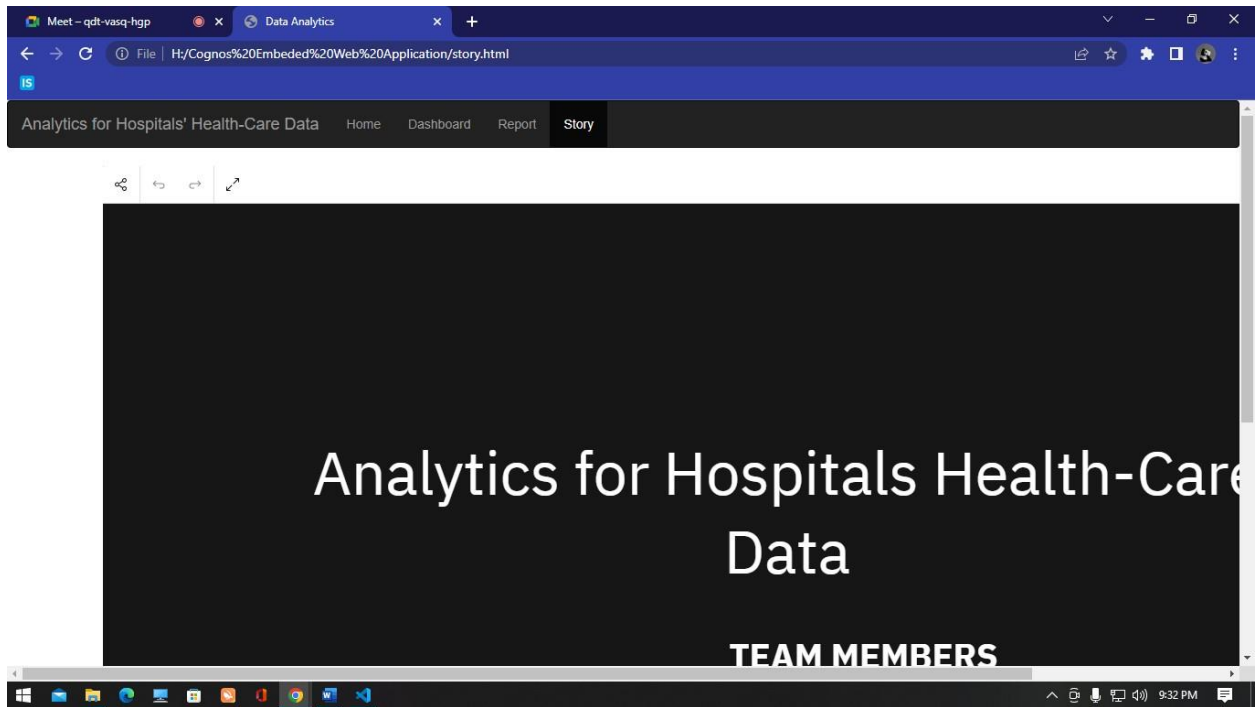 Meet – qdt-vasq-hgp
Data Analytics
File | H:/Cognos%20Embeded%20Web%20Application/story.html
IS
Analytics for Hospitals' Health-Care Data Home Dashboard Report Story
Analytics for Hospitals Health-Care
Data
TEAM MEMBERS
9:32 PM